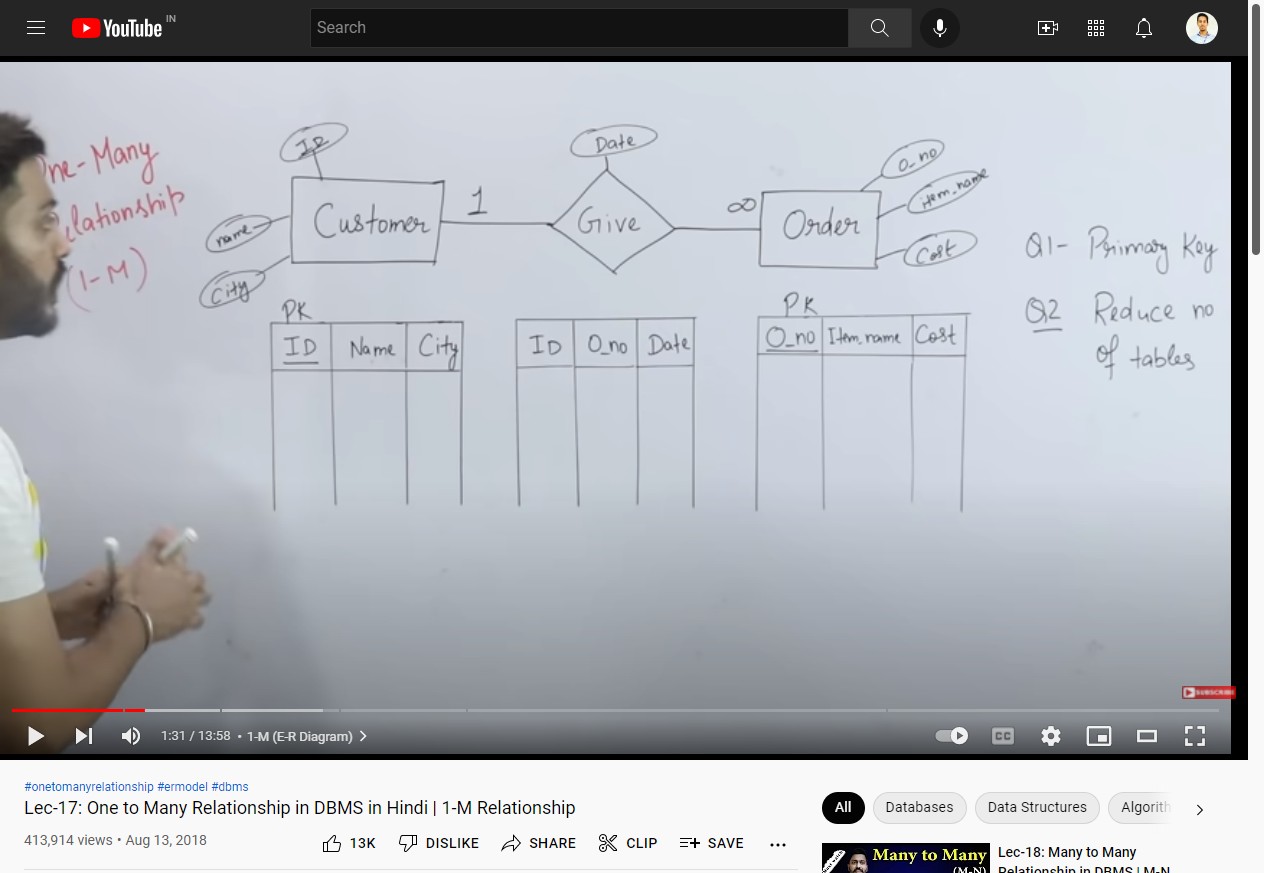 YouTube IN
Search
One-Many
Relationship
(1-M)
ID
name
City
Customer
1
Date
Give
∞
Order
O_no
Item_name
Cost
Q1- Primary Key
Q2 Reduce no
of tables
PK
ID Name City
ID O_no Date
PK
O_no Item_name Cost
SUBSCRIBE
1:31 / 13:58 • 1-M (E-R Diagram)
CC
#onetomanyrelationship #ermodel #dbms
Lec-17: One to Many Relationship in DBMS in Hindi | 1-M Relationship
413,914 views • Aug 13, 2018
13K DISLIKE SHARE CLIP SAVE
All Databases Data Structures Algorith
Many to Many
(M-N)
Lec-18: Many to Many
Relationship in DBMS | M-N